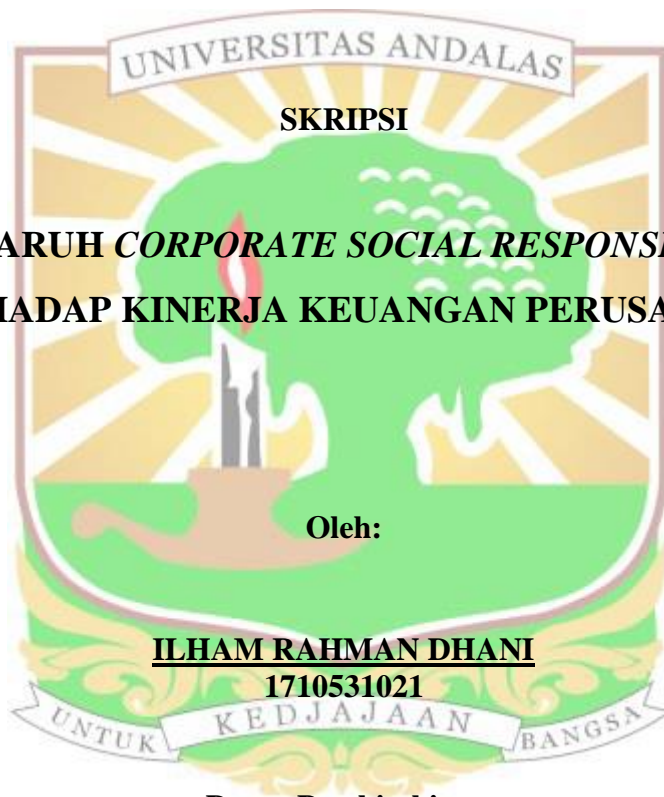 UNIVERSITAS ANDALAS
SKRIPSI
ARUH CORPORATE SOCIAL RESPONS
HADAP KINERJA KEUANGAN PERUSA
Oleh:
ILHAM RAHMAN DHANI
1710531021
UNTUK KEDJAJAAN BANGSA